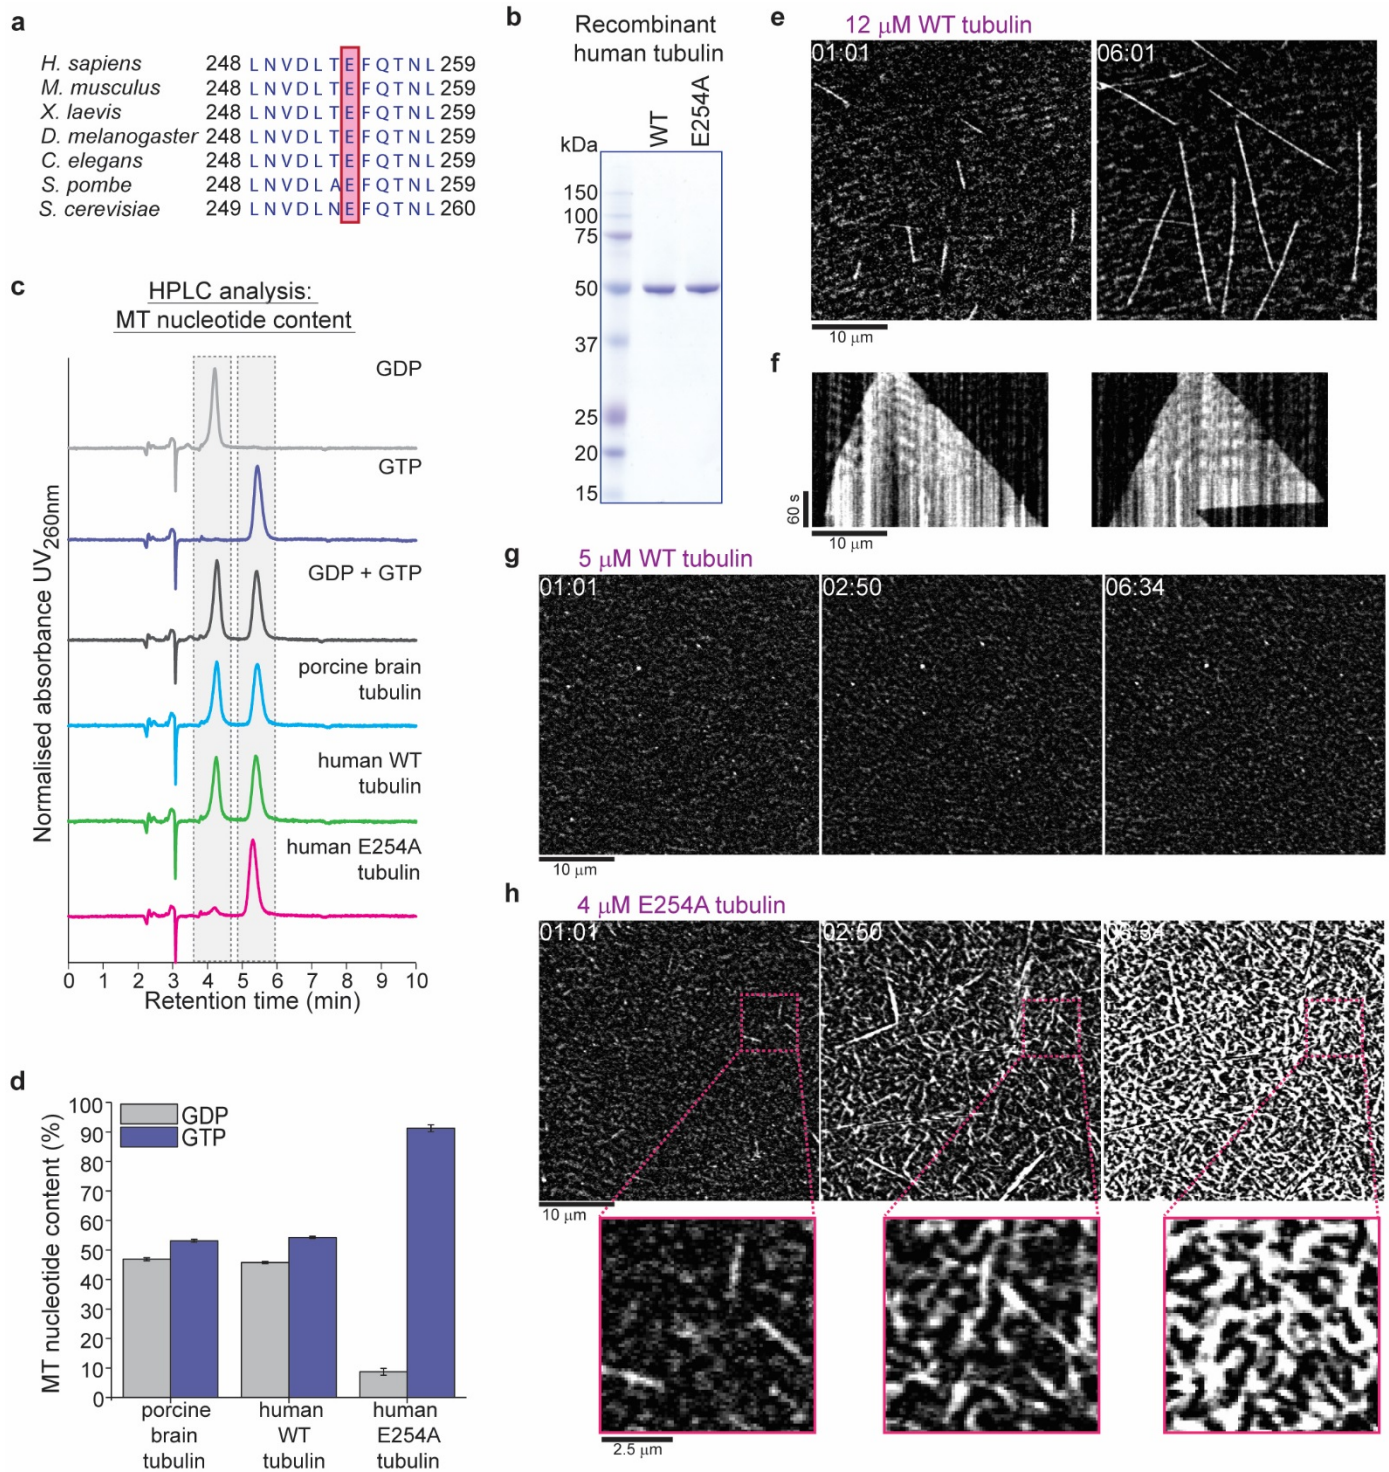 a
H. sapiens 248 L N V D L T E F Q T N L 259
M. musculus 248 L N V D L T E F Q T N L 259
X. laevis 248 L N V D L T E F Q T N L 259
D. melanogaster 248 L N V D L T E F Q T N L 259
C. elegans 248 L N V D L T E F Q T N L 259
S. pombe 248 L N V D L A E F Q T N L 259
S. cerevisiae 249 L N V D L N E F Q T N L 260
b
Recombinant
human tubulin
WT
E254A
kDa
150
100
75
50
37
25
20
15
c
HPLC analysis:
MT nucleotide content
GDP
GTP
GDP + GTP
porcine brain
tubulin
human WT
tubulin
human E254A
tubulin
Normalised absorbance UV260nm
0 1 2 3 4 5 6 7 8 9 10
Retention time (min)
d
GDP
GTP
MT nucleotide content (%)
100
90
80
70
60
50
40
30
20
10
0
porcine
brain
tubulin
human
WT
tubulin
human
E254A
tubulin
e
12 µM WT tubulin
01:01
06:01
10 µm
f
60 s
10 µm
g
5 µM WT tubulin
01:01
02:50
06:34
10 µm
h
4 µM E254A tubulin
01:01
02:50
06:34
10 µm
2.5 µm